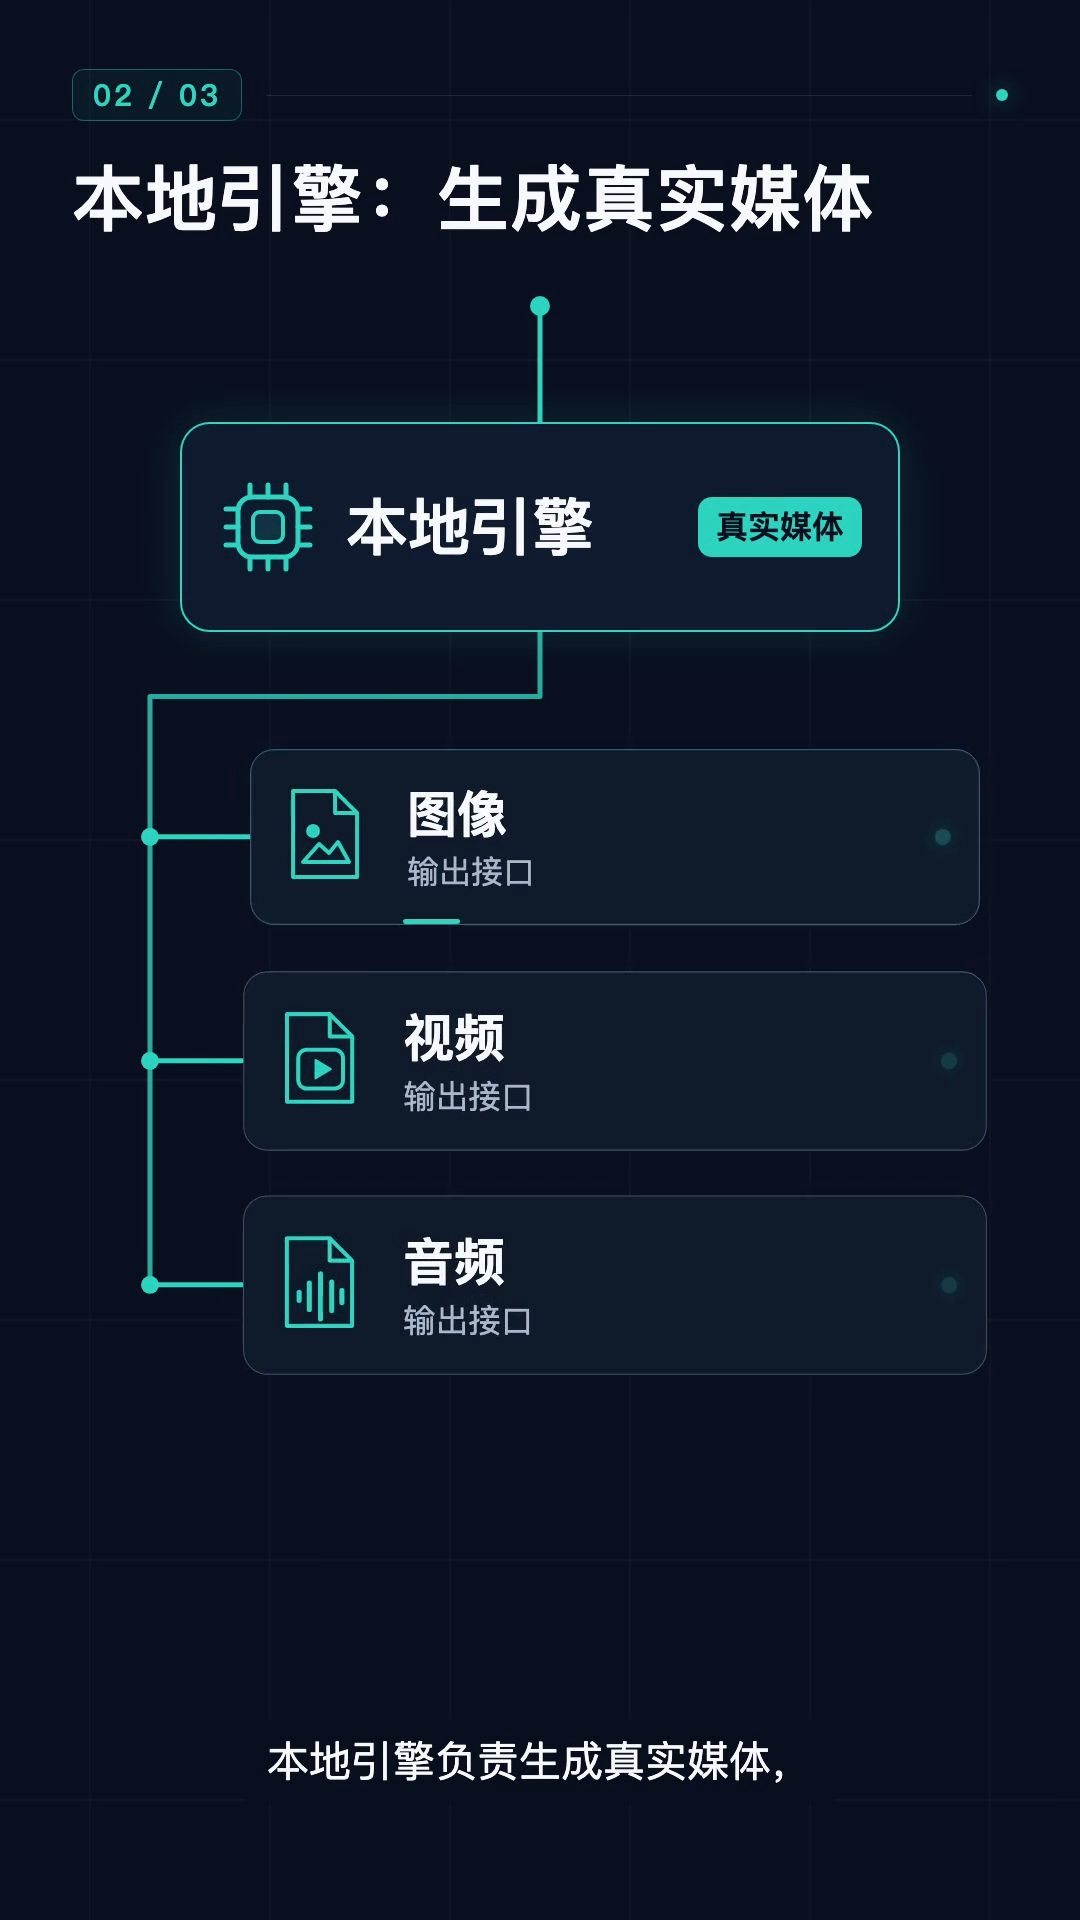 02 / 03
本地引擎：生成真实媒体
本地引擎
真实媒体
图像
输出接口
视频
输出接口
音频
输出接口
本地引擎负责生成真实媒体,